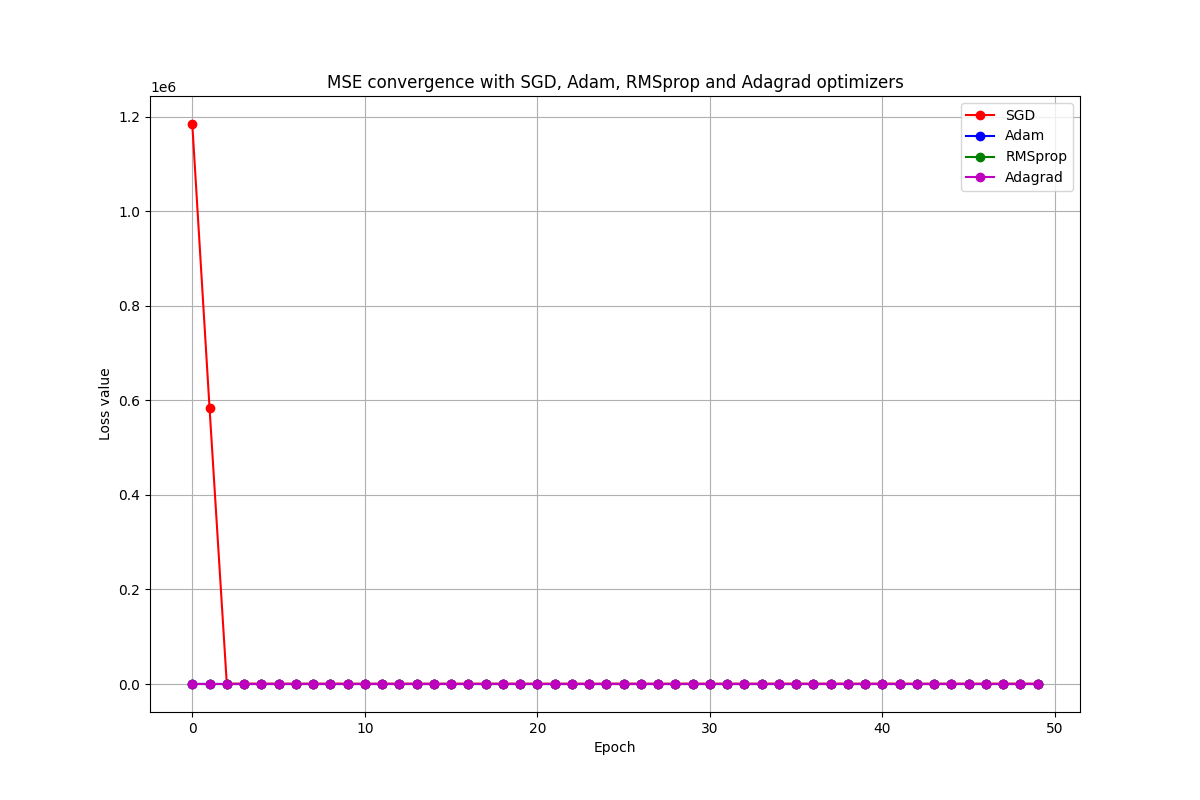 MSE convergence with SGD, Adam, RMSprop and Adagrad optimizers
1e6
SGD
Adam
RMSprop
Adagrad
1.2
1.0
0.8
0.6
0.4
0.2
0.0
Loss value
0 10 20 30 40 50
Epoch